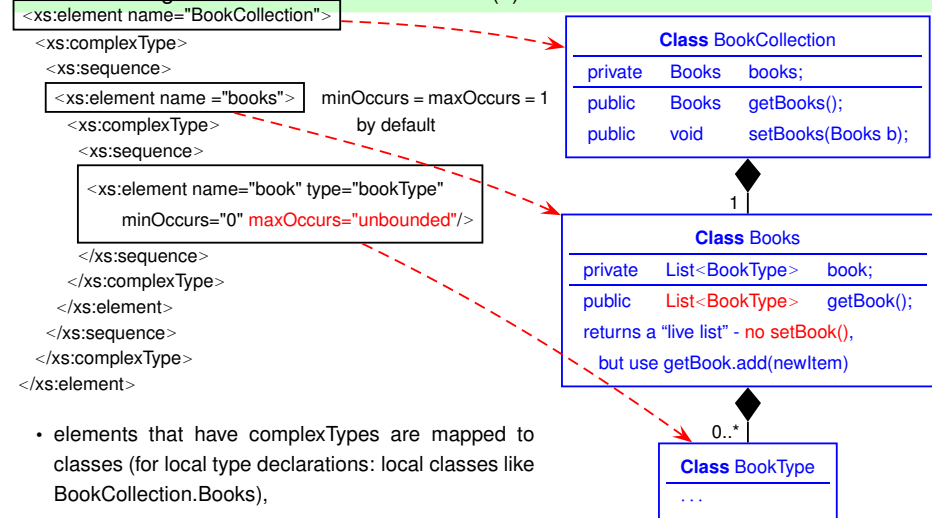 <xs:element name="BookCollection">
<xs:complexType>
<xs:sequence>
<xs:element name ="books"> minOccurs = maxOccurs = 1
<xs:complexType> by default
<xs:sequence>
<xs:element name="book" type="bookType"
minOccurs="0" maxOccurs="unbounded"/>
</xs:sequence>
</xs:complexType>
</xs:element>
</xs:sequence>
</xs:complexType>
</xs:element>
• elements that have complexTypes are mapped to
classes (for local type declarations: local classes like
BookCollection.Books),
Class BookCollection
private Books books;
public Books getBooks();
public void setBooks(Books b);
1
Class Books
private List<BookType> book;
public List<BookType> getBook();
returns a “live list” - no setBook(),
but use getBook.add(newItem)
0..*
Class BookType
. . .